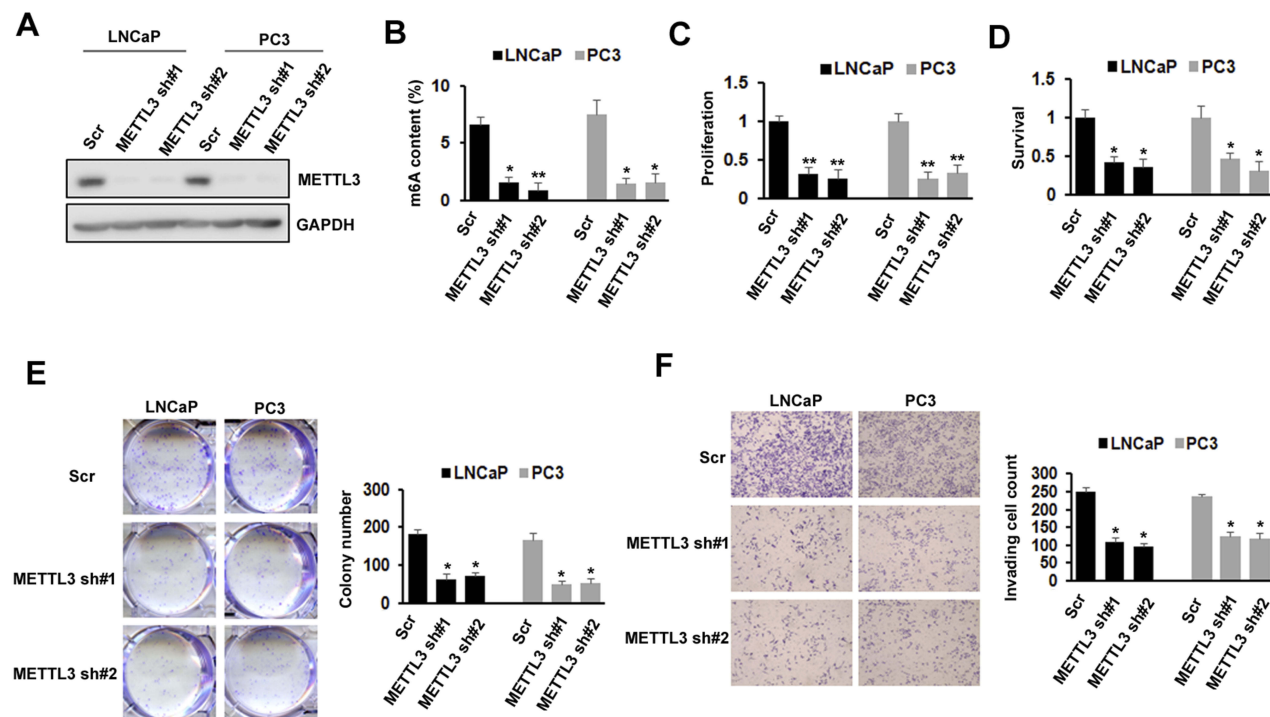 A
LNCaP PC3
Scr METTL3 sh#1 METTL3 sh#2 Scr METTL3 sh#1 METTL3 sh#2
METTL3
GAPDH
B
LNCaP PC3
m6A content (%)
10
5
0
Scr METTL3 sh#1 METTL3 sh#2 Scr METTL3 sh#1 METTL3 sh#2
* ** * *
C
LNCaP PC3
Proliferation
1.5
1
0.5
0
** ** ** **
Scr METTL3 sh#1 METTL3 sh#2 Scr METTL3 sh#1 METTL3 sh#2
D
LNCaP PC3
Survival
1.5
1
0.5
0
* * * *
Scr METTL3 sh#1 METTL3 sh#2 Scr METTL3 sh#1 METTL3 sh#2
E
LNCaP PC3
Scr
METTL3 sh#1
METTL3 sh#2
LNCaP PC3
Colony number
300
200
100
0
* * * *
Scr METTL3 sh#1 METTL3 sh#2 Scr METTL3 sh#1 METTL3 sh#2
F
LNCaP PC3
Scr
METTL3 sh#1
METTL3 sh#2
LNCaP PC3
Invading cell count
300
250
200
150
100
50
0
* * * *
Scr METTL3 sh#1 METTL3 sh#2 Scr METTL3 sh#1 METTL3 sh#2